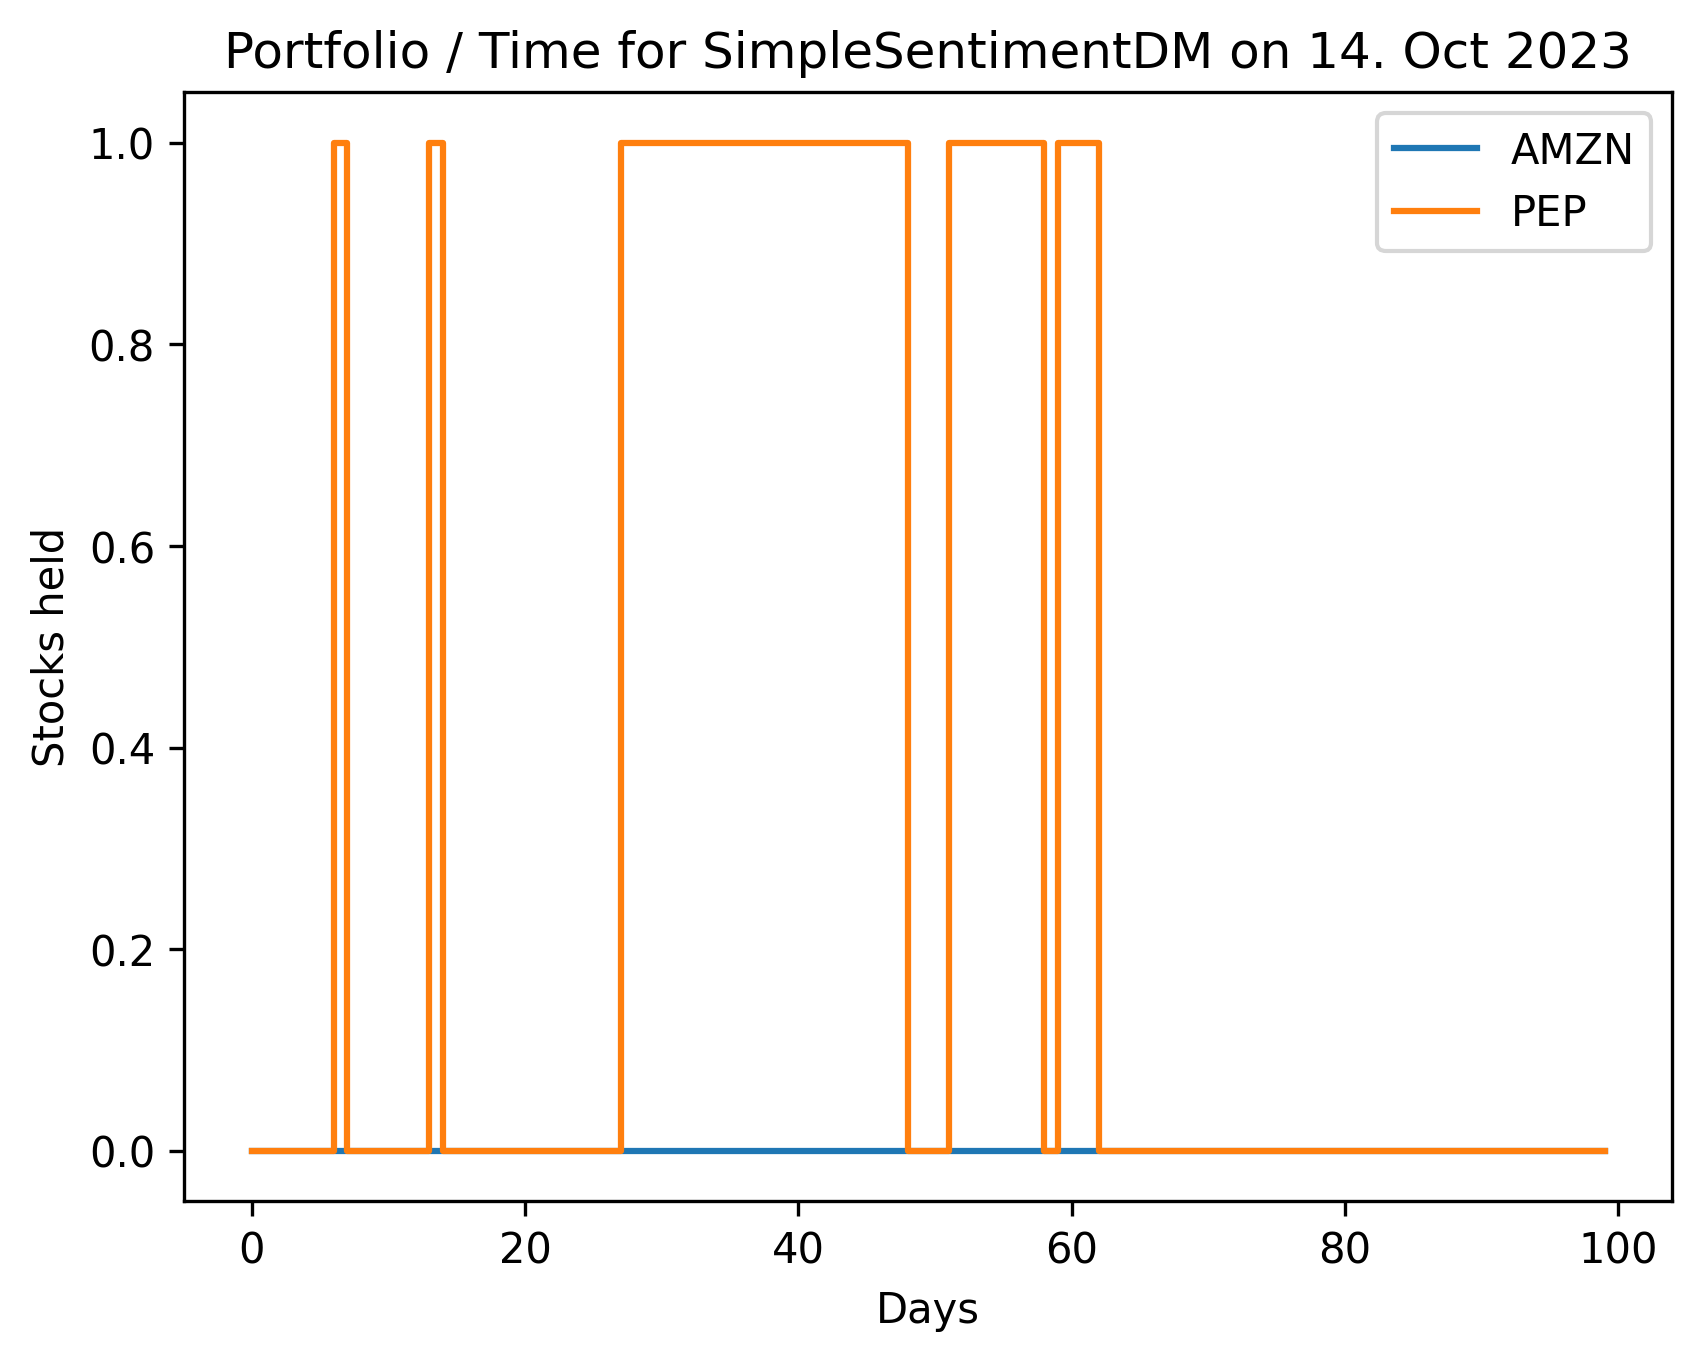 Portfolio / Time for SimpleSentimentDM on 14. Oct 2023
AMZN
PEP
1.0
0.8
0.6
0.4
0.2
0.0
Stocks held
0 20 40 60 80 100
Days